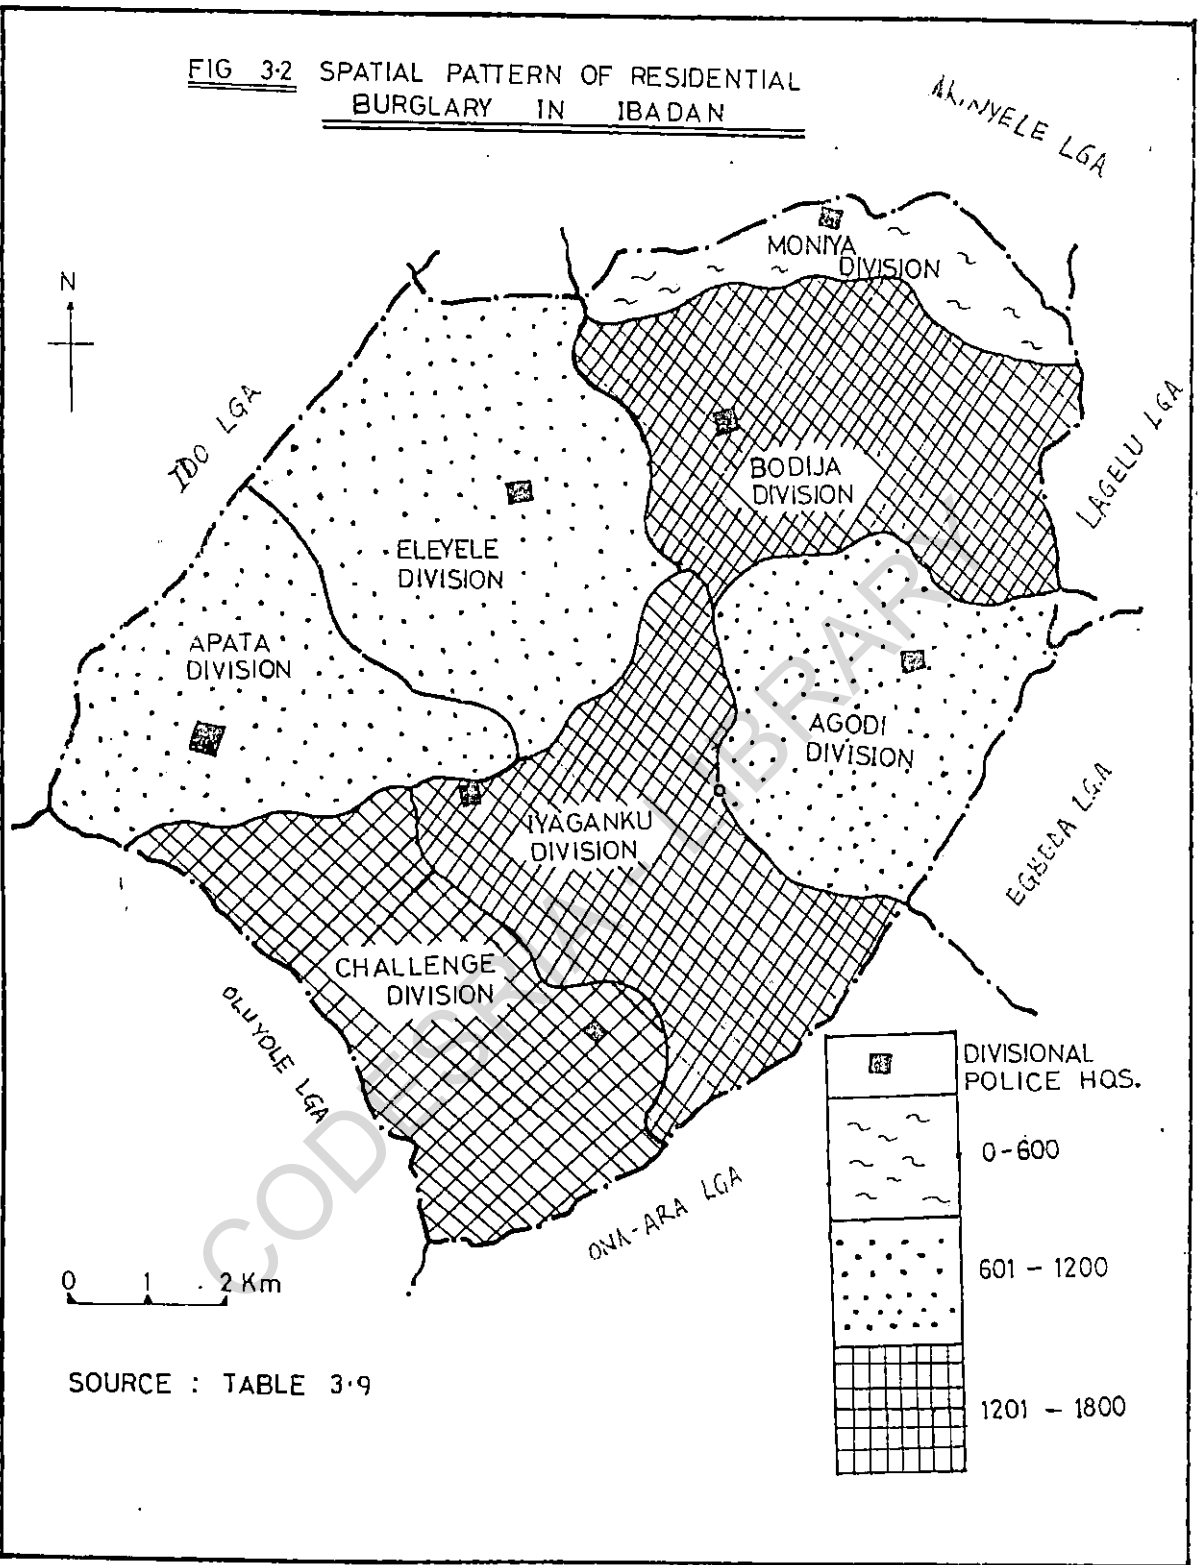 FIG 3·2 SPATIAL PATTERN OF RESIDENTIAL
BURGLARY IN IBADAN
AKINYELE LGA
N
MONIYA
DIVISION
IDO LGA
LAGELU LGA
BODIJA
DIVISION
ELEYELE
DIVISION
APATA
DIVISION
AGODI
DIVISION
IYAGANKU
DIVISION
EGBEDA LGA
CHALLENGE
DIVISION
OLUYOLE LGA
ONA-ARA LGA
DIVISIONAL
POLICE HQS.
0-600
601 - 1200
1201 - 1800
0 1 2 Km
SOURCE : TABLE 3·9
CODESRIA - LIBRARY